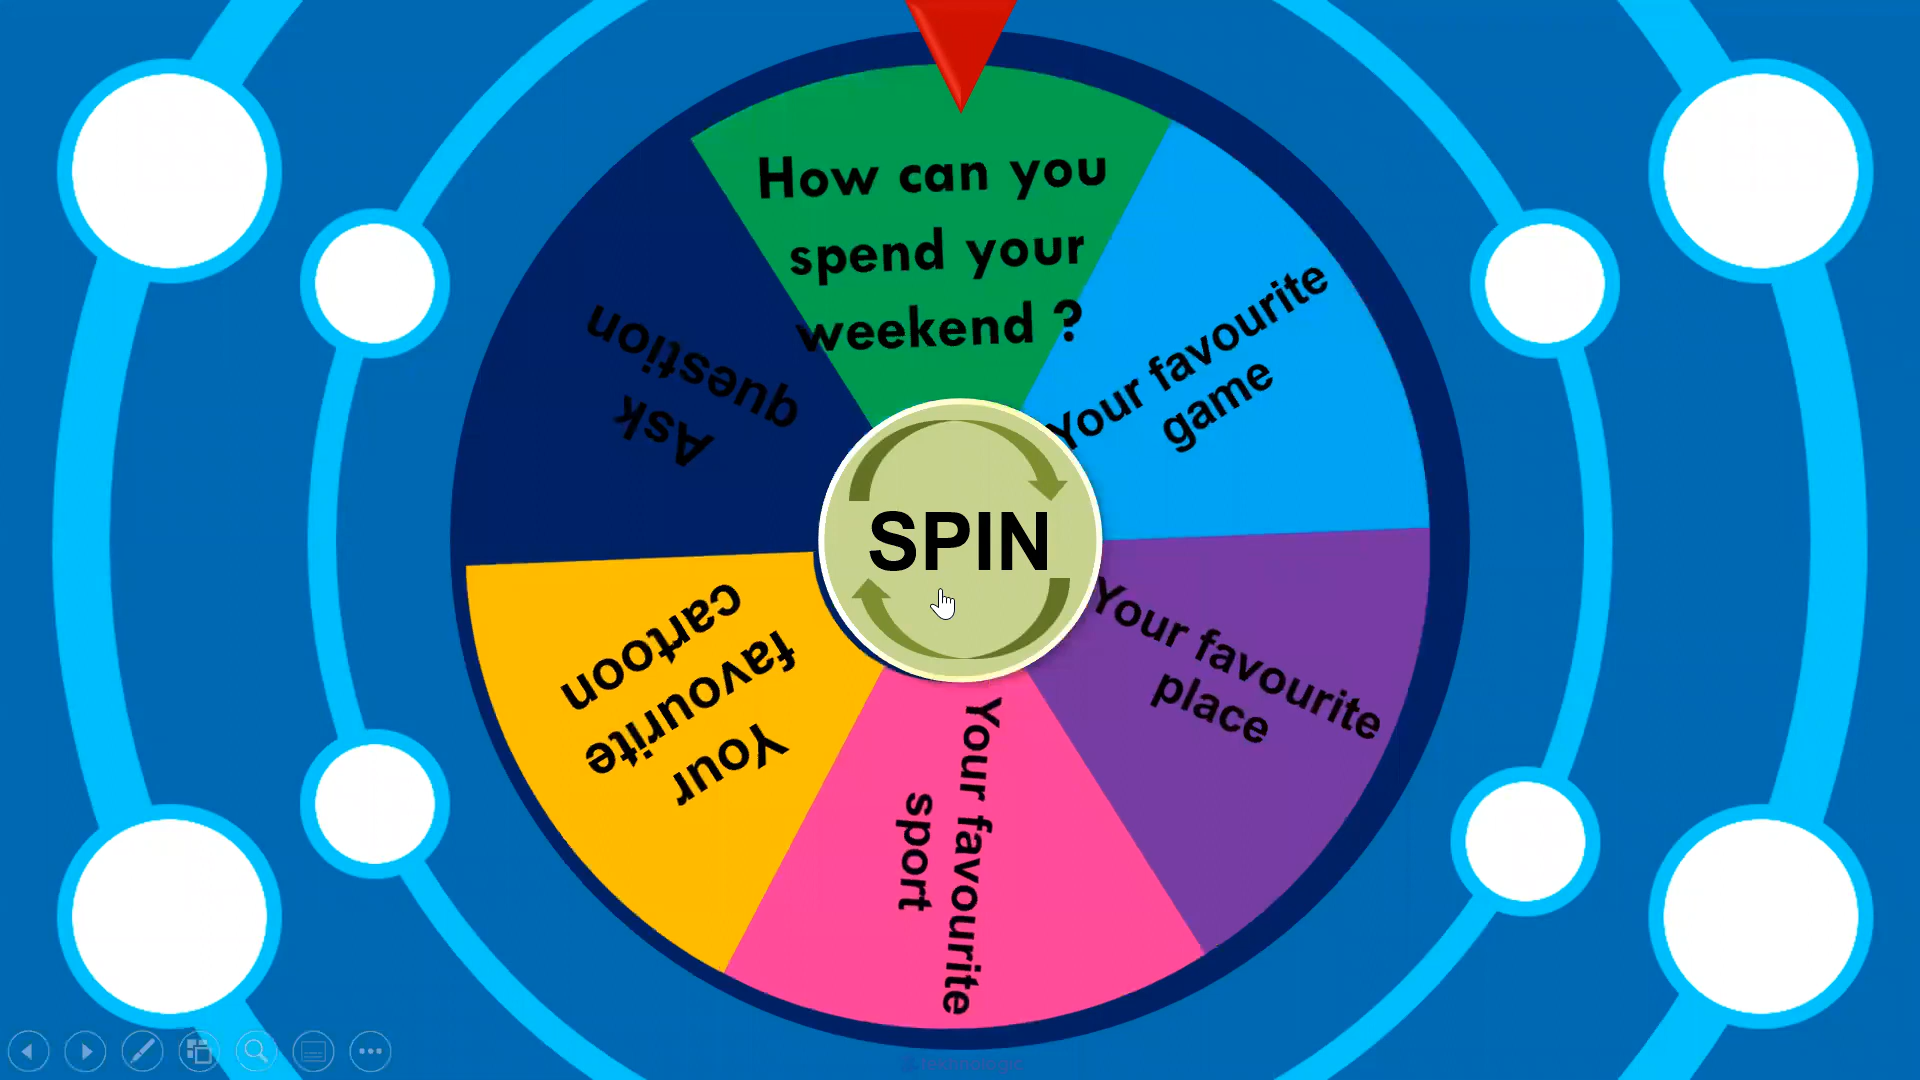 How can you
spend your
weekend ?
Your favourite
game
Your favourite
place
Your favourite
sport
Your
favourite
cartoon
Ask
question
SPIN